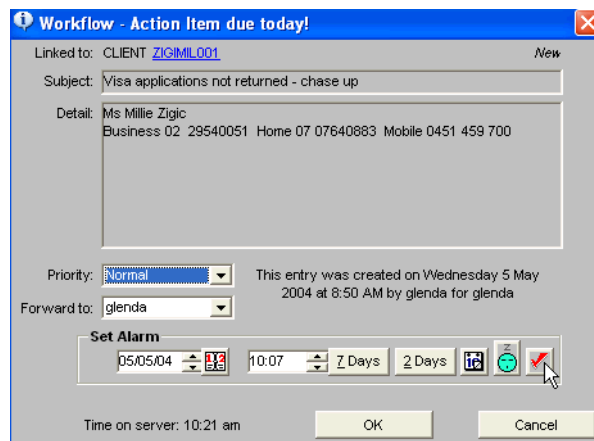 Workflow - Action Item due today!
Linked to: CLIENT ZIGIMIL001 New
Subject: Visa applications not returned - chase up
Detail: Ms Millie Zigic
Business 02 29540051 Home 07 07640883 Mobile 0451 459 700
Priority: Normal
This entry was created on Wednesday 5 May
2004 at 8:50 AM by glenda for glenda
Forward to: glenda
Set Alarm
05/05/04 10:07 7 Days 2 Days
Time on server: 10:21 am OK Cancel